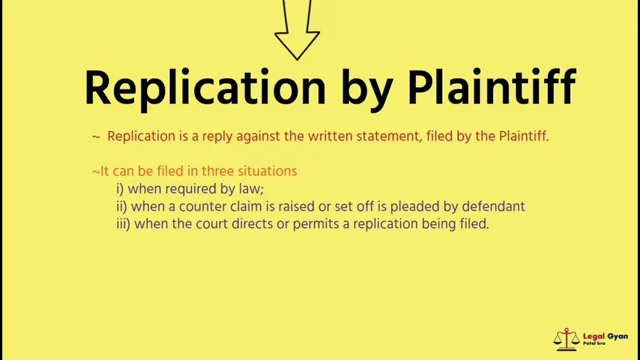 Replication by Plaintiff
~ Replication is a reply against the written statement, filed by the Plaintiff.
~It can be filed in three situations
i) when required by law;
ii) when a counter claim is raised or set off is pleaded by defendant
iii) when the court directs or permits a replication being filed.
Legal Gyan
Patel Bro